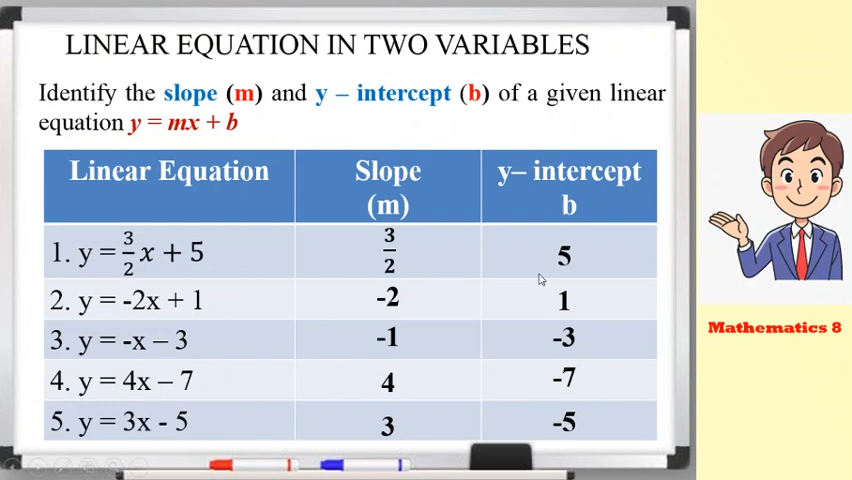 LINEAR EQUATION IN TWO VARIABLES
Identify the slope (m) and y – intercept (b) of a given linear
equation y = mx + b
Linear Equation Slope (m) y– intercept b
1. y = 3/2 x + 5 3/2 5
2. y = -2x + 1 -2 1
3. y = -x – 3 -1 -3
4. y = 4x – 7 4 -7
5. y = 3x - 5 3 -5
Mathematics 8